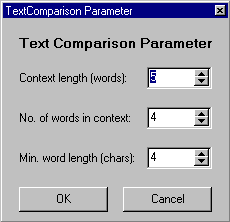 TextComparison Parameter
Text Comparison Parameter
Context length (words): 5
No. of words in context: 4
Min. word length (chars): 4
OK Cancel